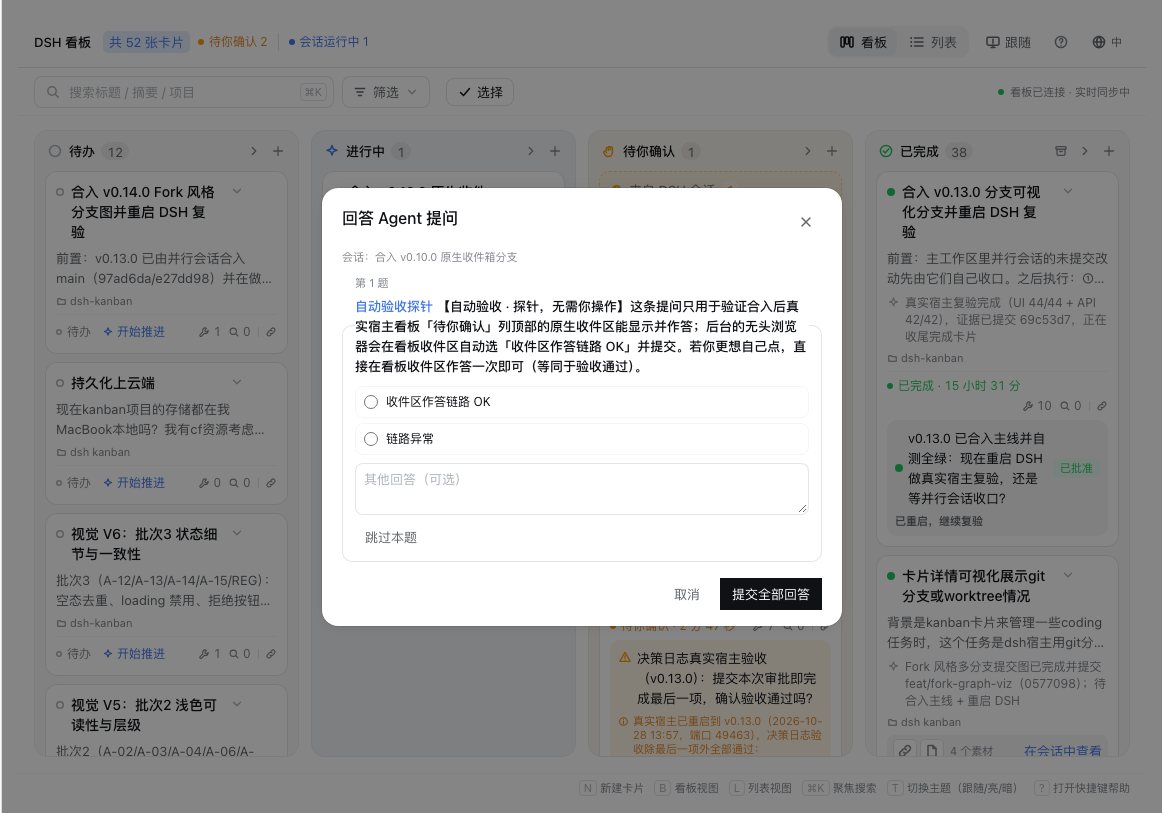 DSH 看板
共 52 张卡片
待你确认 2
会话运行中 1
看板
列表
跟随
中
搜索标题 / 摘要 / 项目
⌘K
筛选
选择
看板已连接 · 实时同步中
待办 12
合入 v0.14.0 Fork 风格
分支图并重启 DSH 复
验
前置：v0.13.0 已由并行会话合入
main（97ad6da/e27dd98）并在做…
dsh-kanban
待办 开始推进 1 0
持久化上云端
现在kanban项目的存储都在我
MacBook本地吗？我有cf资源考虑…
dsh kanban
待办 开始推进 0 0
视觉 V6：批次3 状态细
节与一致性
批次3（A-12/A-13/A-14/A-15/REG）：
空态去重、loading 禁用、拒绝按钮…
dsh-kanban
待办 开始推进 1 0
视觉 V5：批次2 浅色可
读性与层级
批次2（A-02/A-03/A-04/A-06/A-
进行中 1
待你确认 1
回答 Agent 提问
会话：合入 v0.10.0 原生收件箱分支
第 1 题
自动验收探针 【自动验收 · 探针，无需你操作】这条提问只用于验证合入后真
实宿主看板「待你确认」列顶部的原生收件区能显示并作答；后台的无头浏览
器会在看板收件区自动选「收件区作答链路 OK」并提交。若你更想自己点，直
接在看板收件区作答一次即可（等同于验收通过）。
收件区作答链路 OK
链路异常
其他回答（可选）
跳过本题
取消
提交全部回答
决策日志真实宿主验收
（v0.13.0）：提交本次审批即完
成最后一项，确认验收通过吗？
真实宿主已重启到 v0.13.0（2026-10-
28 13:57，端口 49463），决策日志验
收除最后一项外全部通过：
已完成 38
合入 v0.13.0 分支可视
化分支并重启 DSH 复
验
前置：主工作区里并行会话的未提交改
动先由它们自己收口。之后执行：①…
真实宿主复验完成（UI 44/44 + API
42/42），证据已提交 69c53d7，正在
收尾完成卡片
dsh-kanban
已完成 · 15 小时 31 分
10 0
v0.13.0 已合入主线并自
测全绿：现在重启 DSH
做真实宿主复验，还是
等并行会话收口？
已批准
已重启，继续复验
卡片详情可视化展示git
分支或worktree情况
背景是kanban卡片来管理一些coding
任务时，这个任务是dsh宿主用git分…
Fork 风格多分支提交图已完成并提交
feat/fork-graph-viz（0577098）；待
合入主线 + 重启 DSH
dsh kanban
4 个素材
在会话中查看
N 新建卡片 B 看板视图 L 列表视图 ⌘K 聚焦搜索 T 切换主题（跟随/亮/暗） ? 打开快捷键帮助